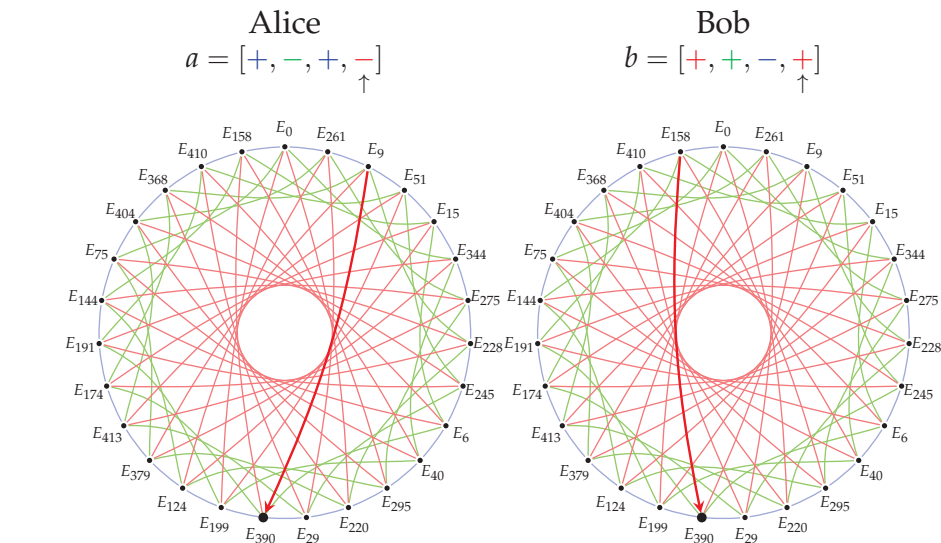 Alice
a = [+, −, +, −]
↑
Bob
b = [+, +, −, +]
↑
E0
E261
E9
E51
E15
E344
E275
E228
E245
E6
E40
E295
E220
E29
E390
E199
E124
E379
E413
E174
E191
E144
E75
E404
E368
E410
E158
E0
E261
E9
E51
E15
E344
E275
E228
E245
E6
E40
E295
E220
E29
E390
E199
E124
E379
E413
E174
E191
E144
E75
E404
E368
E410
E158